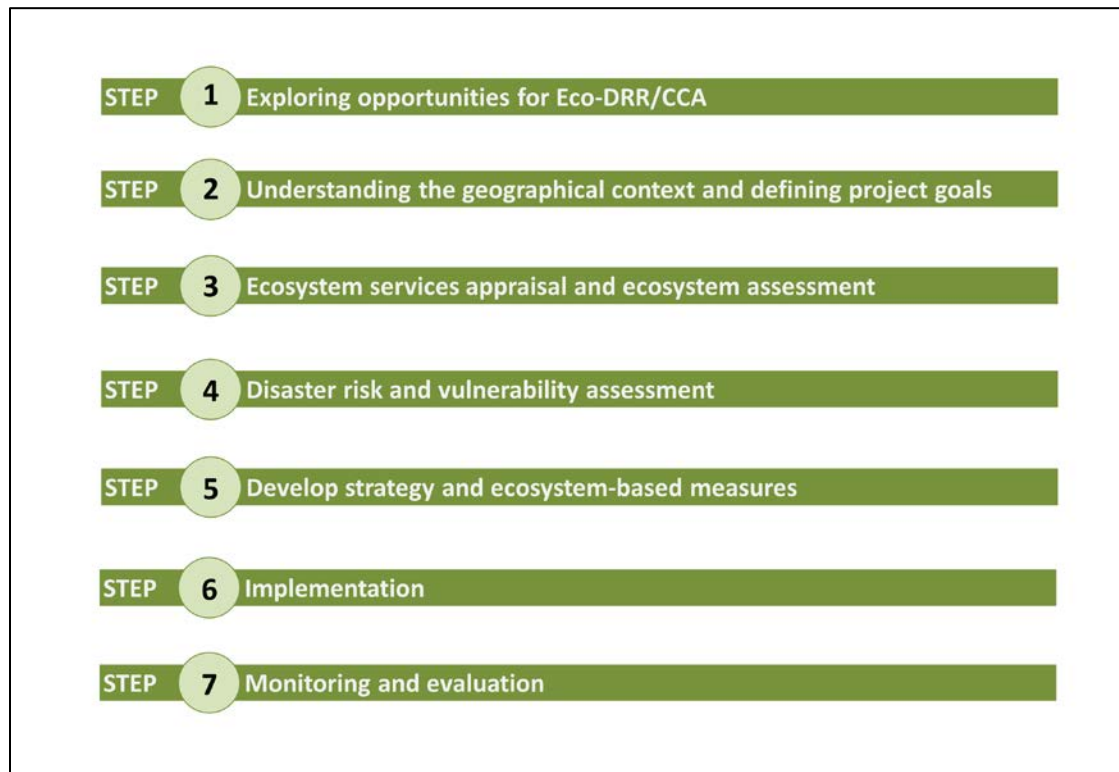 STEP 1 Exploring opportunities for Eco-DRR/CCA
STEP 2 Understanding the geographical context and defining project goals
STEP 3 Ecosystem services appraisal and ecosystem assessment
STEP 4 Disaster risk and vulnerability assessment
STEP 5 Develop strategy and ecosystem-based measures
STEP 6 Implementation
STEP 7 Monitoring and evaluation